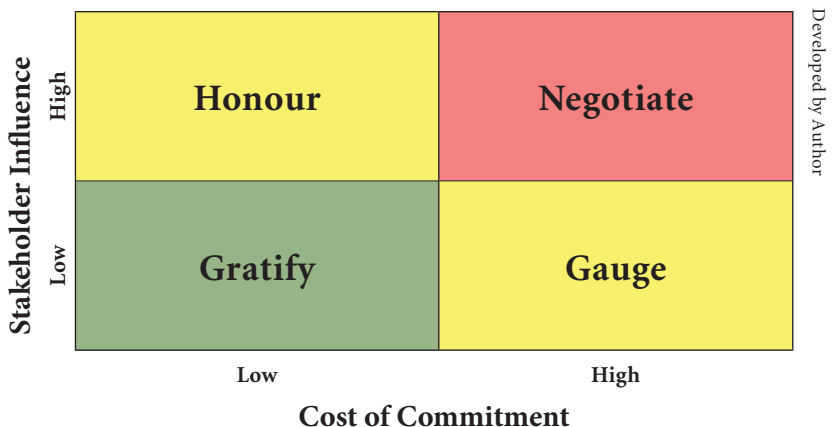 Stakeholder Influence
High
Low
Honour
Negotiate
Gratify
Gauge
Low
High
Cost of Commitment
Developed by Author